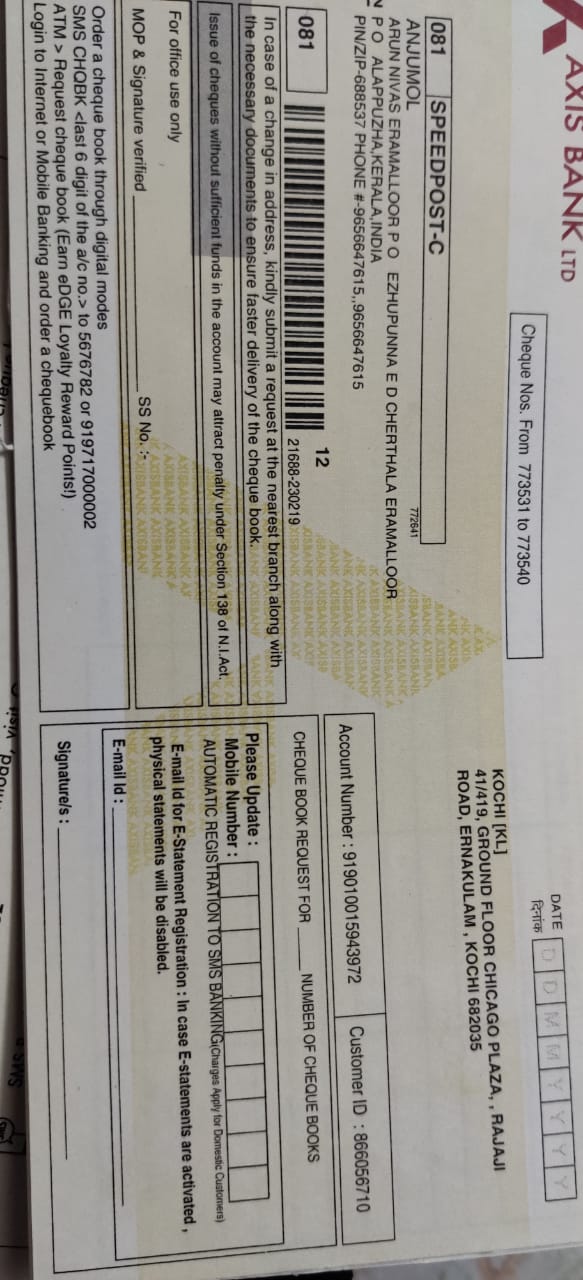 AXIS BANK LTD
DATE
दिनांक
D D M M Y Y Y Y
Cheque Nos. From 773531 to 773540
KOCHI [KL]
41/419, GROUND FLOOR CHICAGO PLAZA, , RAJAJI
ROAD, ERNAKULAM , KOCHI 682035
081 SPEEDPOST-C
772641
ANJUMOL
ARUN NIVAS ERAMALLOOR P O EZHUPUNNA E D CHERTHALA ERAMALLOOR
P O ALAPPUZHA,KERALA,INDIA
PIN/ZIP-688537 PHONE #-9656647615,,9656647615
12
081
21688-230219
Account Number : 919010015943972
Customer ID : 866056710
CHEQUE BOOK REQUEST FOR ____ NUMBER OF CHEQUE BOOKS
In case of a change in address, kindly submit a request at the nearest branch along with
the necessary documents to ensure faster delivery of the cheque book.
Issue of cheques without sufficient funds in the account may attract penalty under Section 138 of N.I.Act.
Please Update :
Mobile Number :
AUTOMATIC REGISTRATION TO SMS BANKING(Charges Apply for Domestic Customers)
E-mail Id for E-Statement Registration : In case E-statements are activated ,
physical statements will be disabled.
E-mail Id :
For office use only
MOP & Signature verified
SS No. :-
Signature/s :
Order a cheque book through digital modes
SMS CHQBK <last 6 digit of the a/c no.> to 5676782 or 919717000002
ATM > Request cheque book (Earn eDGE Loyalty Reward Points!)
Login to Internet or Mobile Banking and order a chequebook